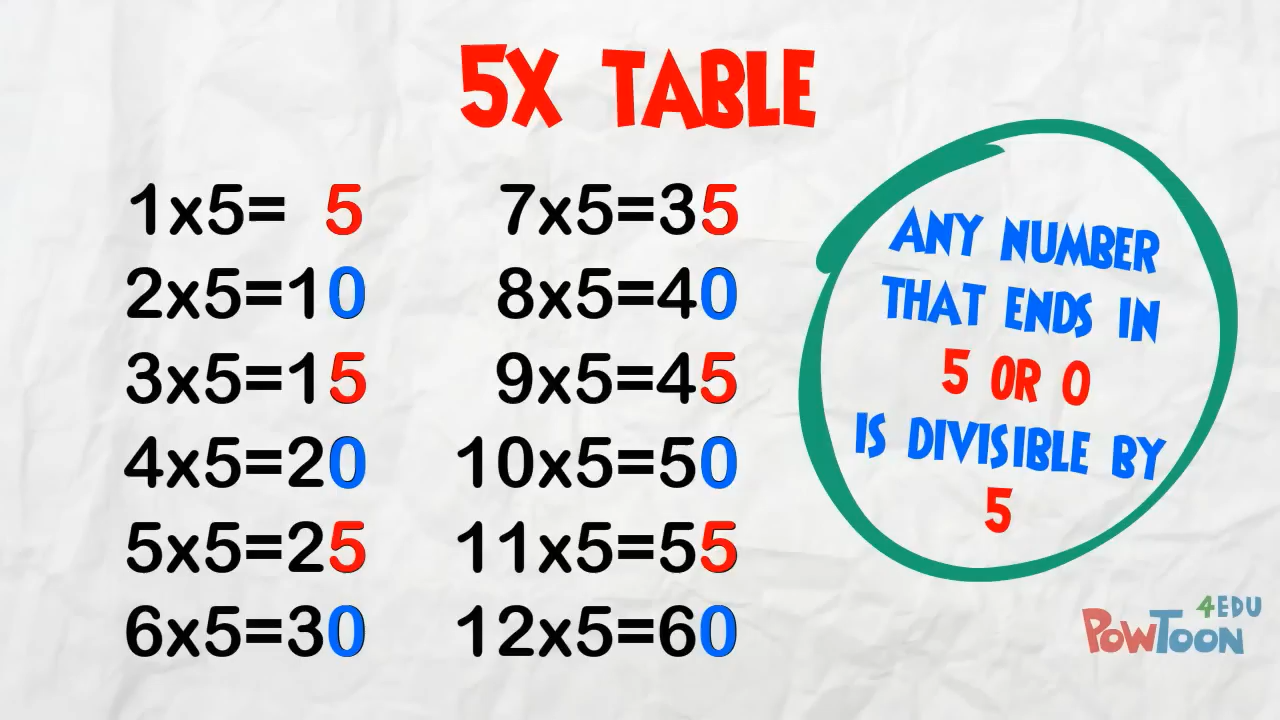 5X TABLE
1x5= 5
2x5=10
3x5=15
4x5=20
5x5=25
6x5=30
7x5=35
8x5=40
9x5=45
10x5=50
11x5=55
12x5=60
ANY NUMBER
THAT ENDS IN
5 OR 0
IS DIVISIBLE BY
5
4EDU
POWTOON